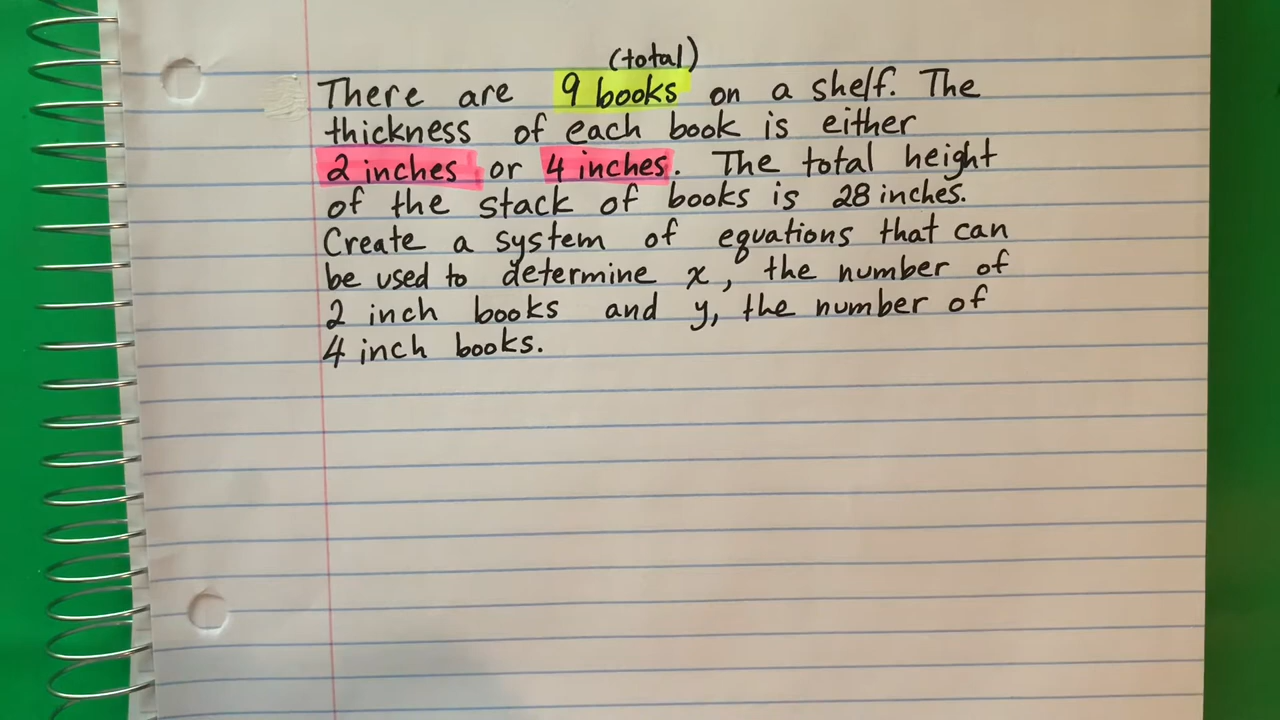 (total)
There are 9 books on a shelf. The
thickness of each book is either
2 inches or 4 inches. The total height
of the stack of books is 28 inches.
Create a system of equations that can
be used to determine x, the number of
2 inch books and y, the number of
4 inch books.